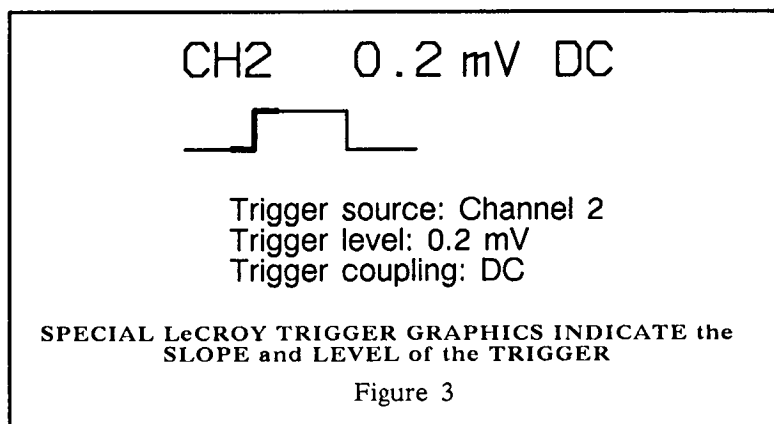 CH2 0.2 mV DC
Trigger source: Channel 2
Trigger level: 0.2 mV
Trigger coupling: DC
SPECIAL LeCROY TRIGGER GRAPHICS INDICATE the
SLOPE and LEVEL of the TRIGGER
Figure 3